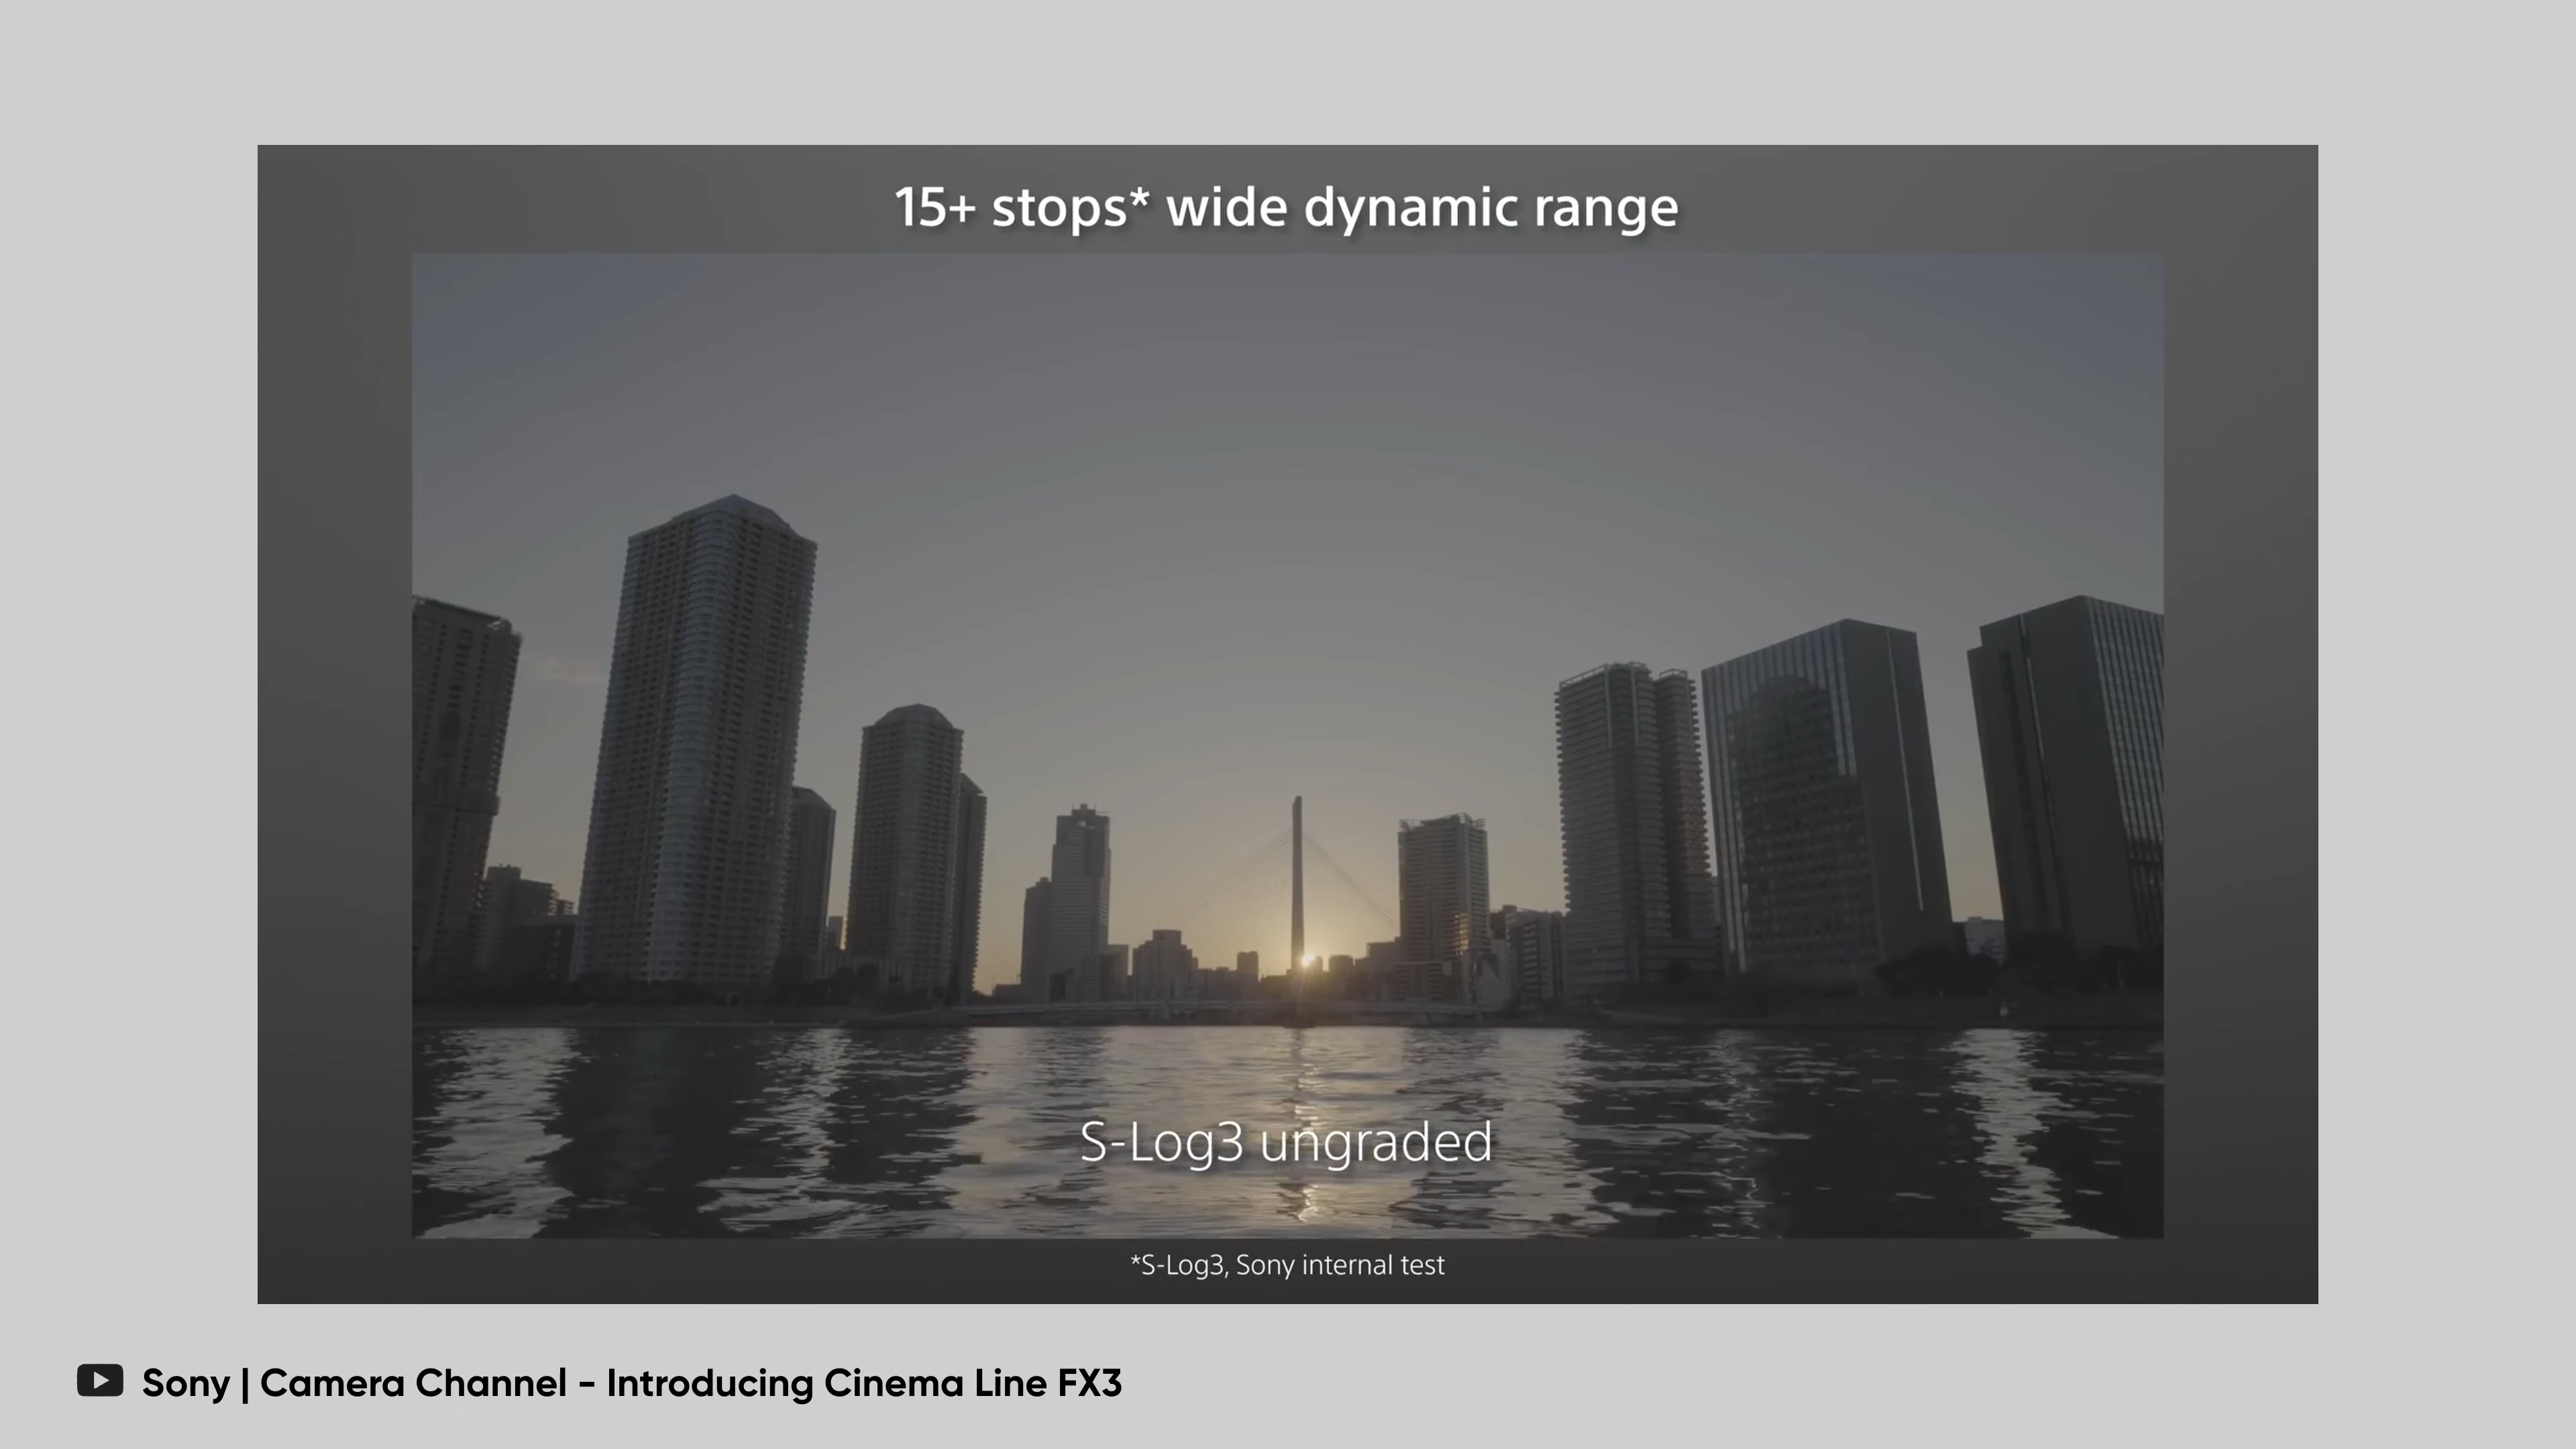 15+ stops* wide dynamic range
S-Log3 ungraded
*S-Log3, Sony internal test
Sony | Camera Channel - Introducing Cinema Line FX3